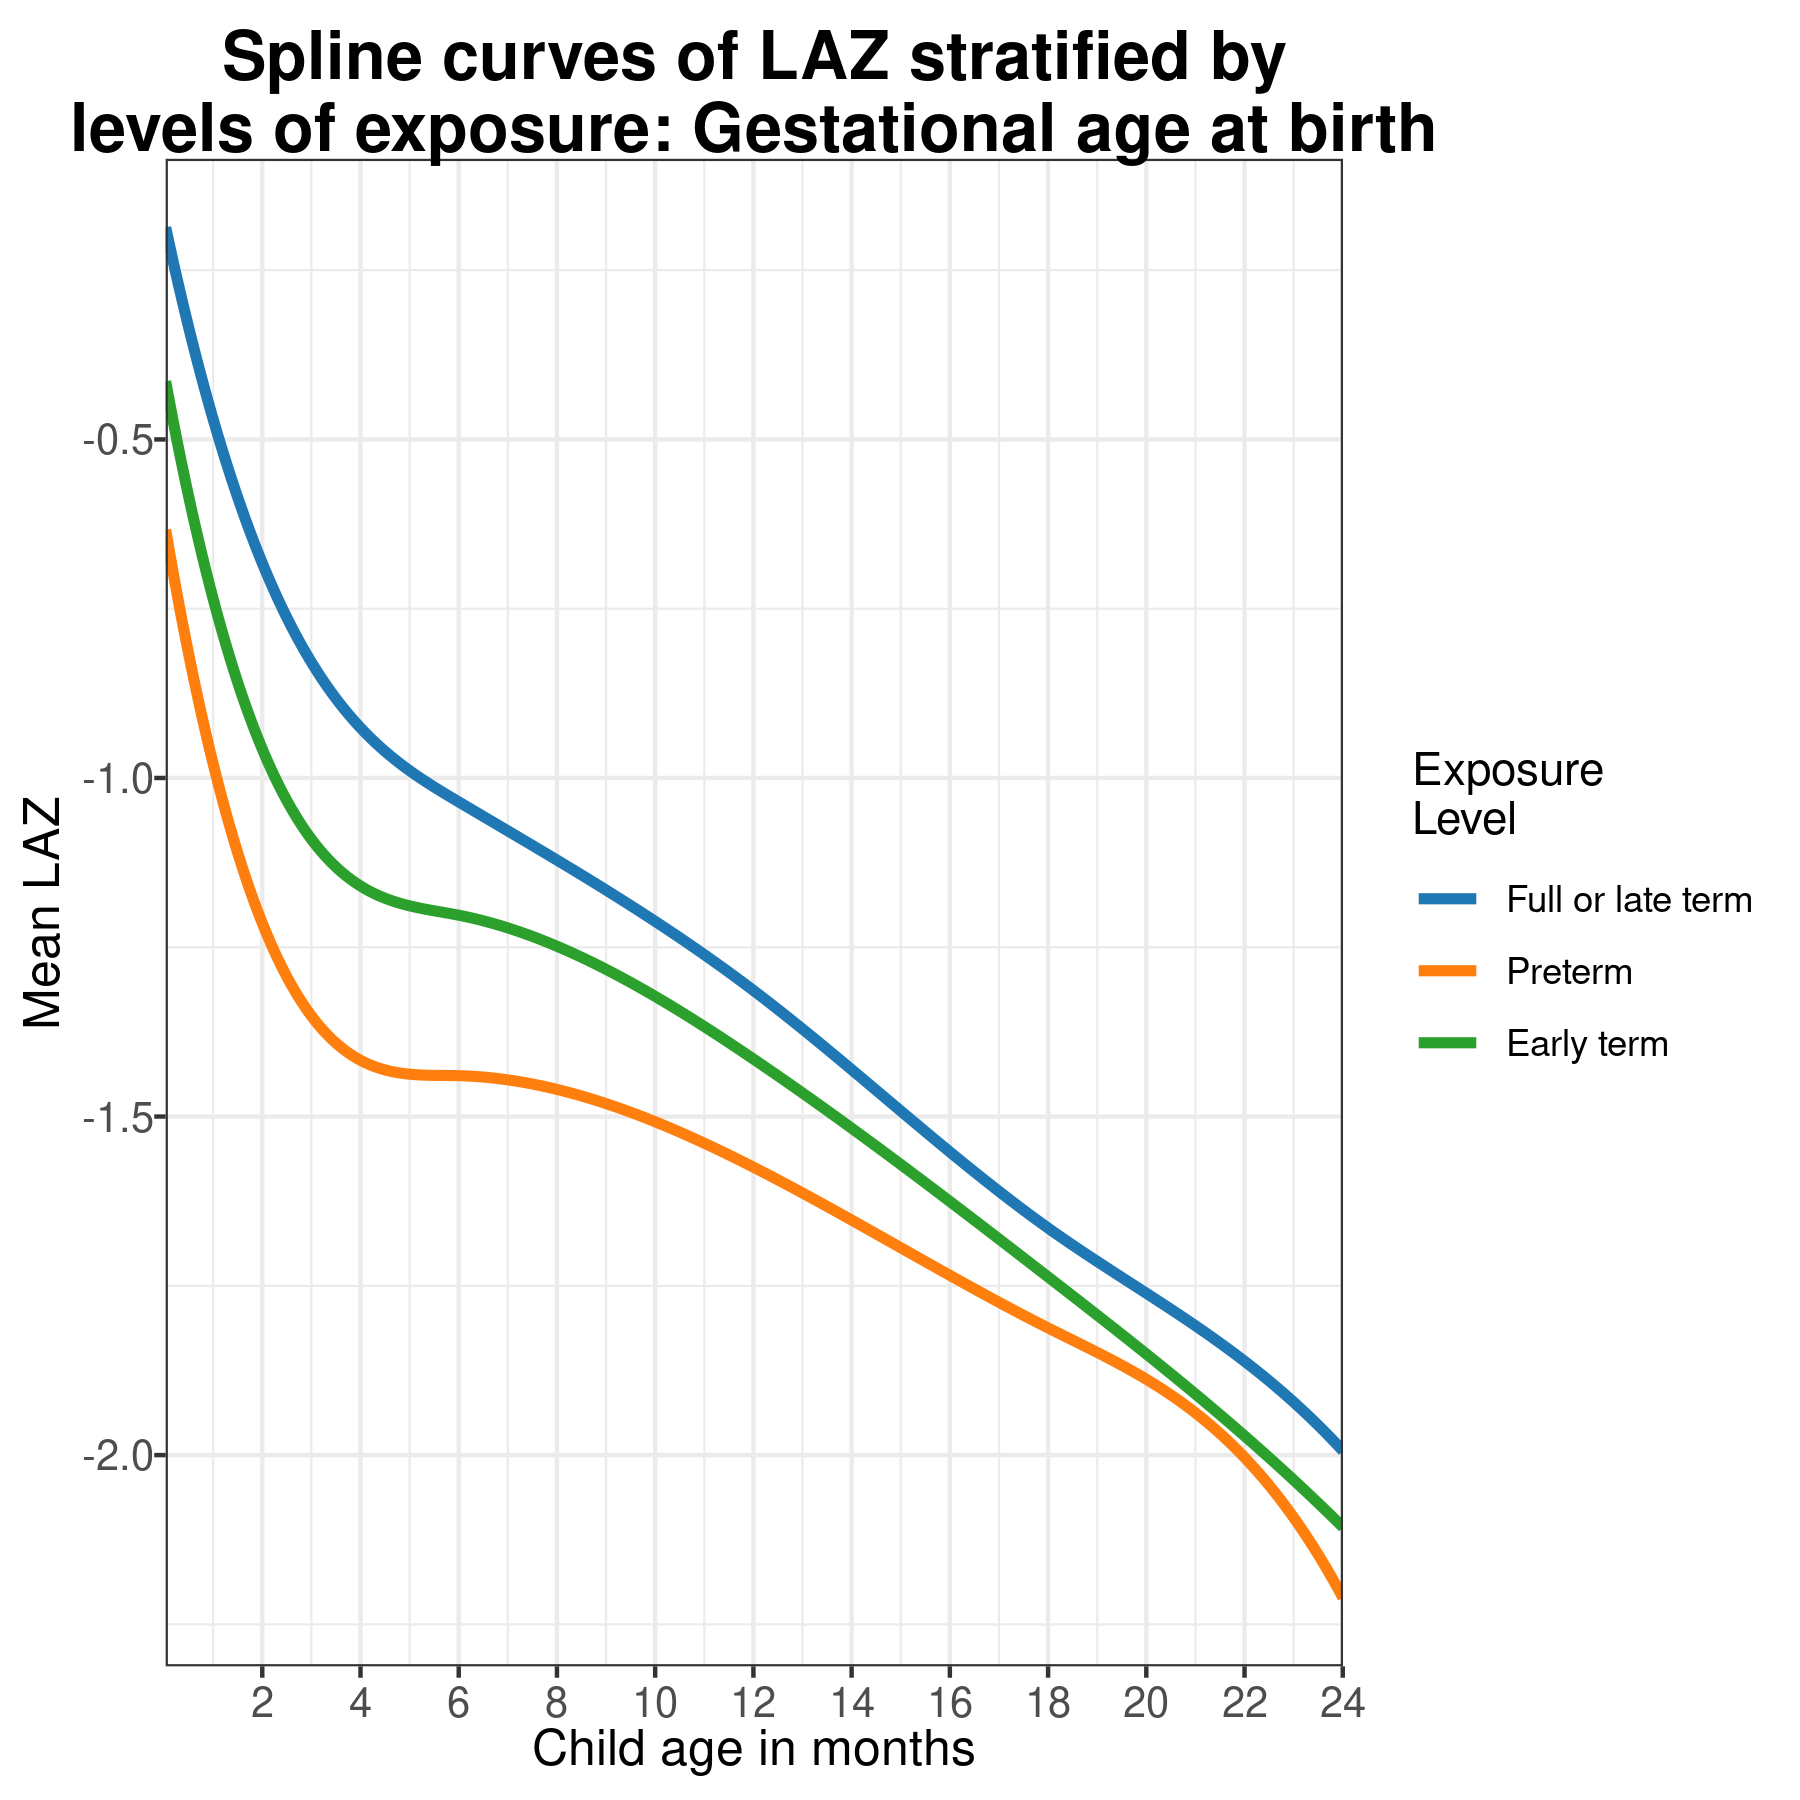 Spline curves of LAZ stratified by
levels of exposure: Gestational age at birth
Mean LAZ
-0.5
-1.0
-1.5
-2.0
2 4 6 8 10 12 14 16 18 20 22 24
Child age in months
Exposure
Level
Full or late term
Preterm
Early term